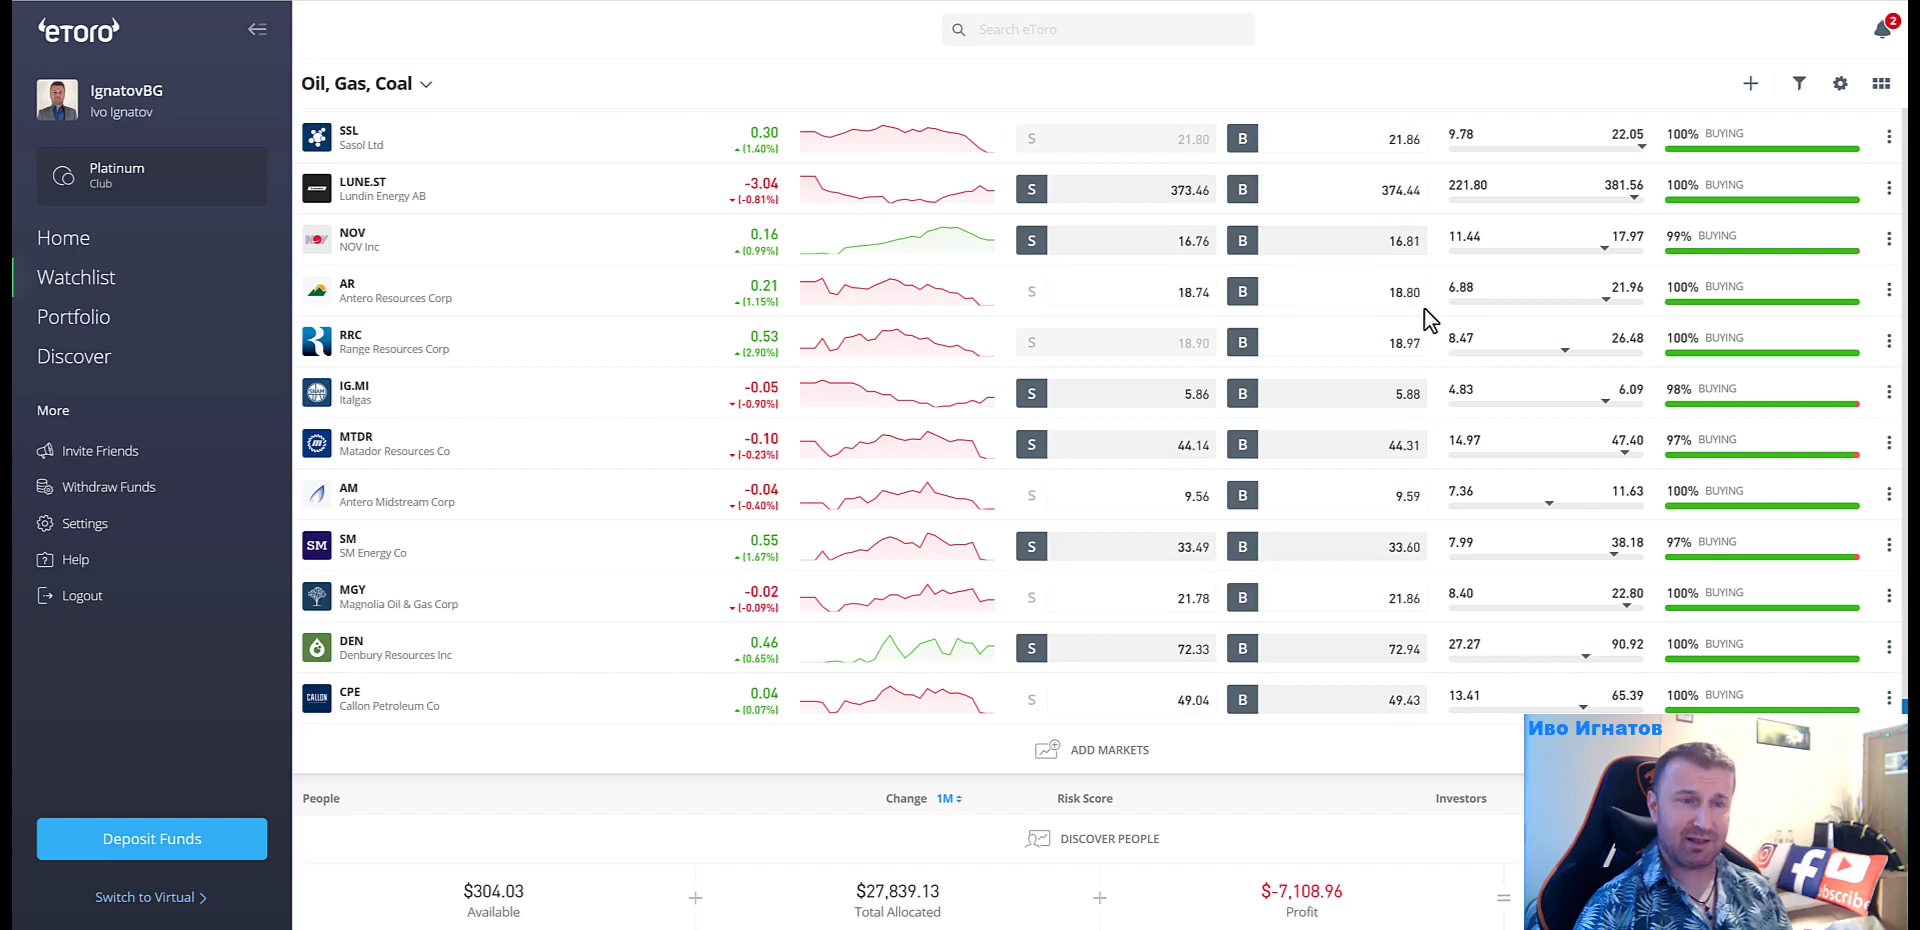 eToro
Search eToro
2
IgnatovBG
Ivo Ignatov
Platinum
Club
Home
Watchlist
Portfolio
Discover
More
Invite Friends
Withdraw Funds
Settings
Help
Logout
Deposit Funds
Switch to Virtual
Oil, Gas, Coal
SSL 0.30 S 21.80 B 21.86 9.78 22.05 100% BUYING
Sasol Ltd (1.40%)
LUNE.ST -3.04 S 373.46 B 374.44 221.80 381.56 100% BUYING
Lundin Energy AB (-0.81%)
NOV NOV 0.16 S 16.76 B 16.81 11.44 17.97 99% BUYING
NOV Inc (0.99%)
AR 0.21 S 18.74 B 18.80 6.88 21.96 100% BUYING
Antero Resources Corp (1.15%)
RRC 0.53 S 18.90 B 18.97 8.47 26.48 100% BUYING
Range Resources Corp (2.90%)
IG.MI -0.05 S 5.86 B 5.88 4.83 6.09 98% BUYING
Italgas (-0.90%)
MTDR -0.10 S 44.14 B 44.31 14.97 47.40 97% BUYING
Matador Resources Co (-0.23%)
AM -0.04 S 9.56 B 9.59 7.36 11.63 100% BUYING
Antero Midstream Corp (-0.40%)
SM SM 0.55 S 33.49 B 33.60 7.99 38.18 97% BUYING
SM Energy Co (1.67%)
MGY -0.02 S 21.78 B 21.86 8.40 22.80 100% BUYING
Magnolia Oil & Gas Corp (-0.09%)
DEN 0.46 S 72.33 B 72.94 27.27 90.92 100% BUYING
Denbury Resources Inc (0.65%)
CALLON CPE 0.04 S 49.04 B 49.43 13.41 65.39 100% BUYING
Callon Petroleum Co (0.07%)
ADD MARKETS
People Change 1M Risk Score Investors
DISCOVER PEOPLE
$304.03 + $27,839.13 + $-7,108.96 =
Available Total Allocated Profit
Иво Игнатов